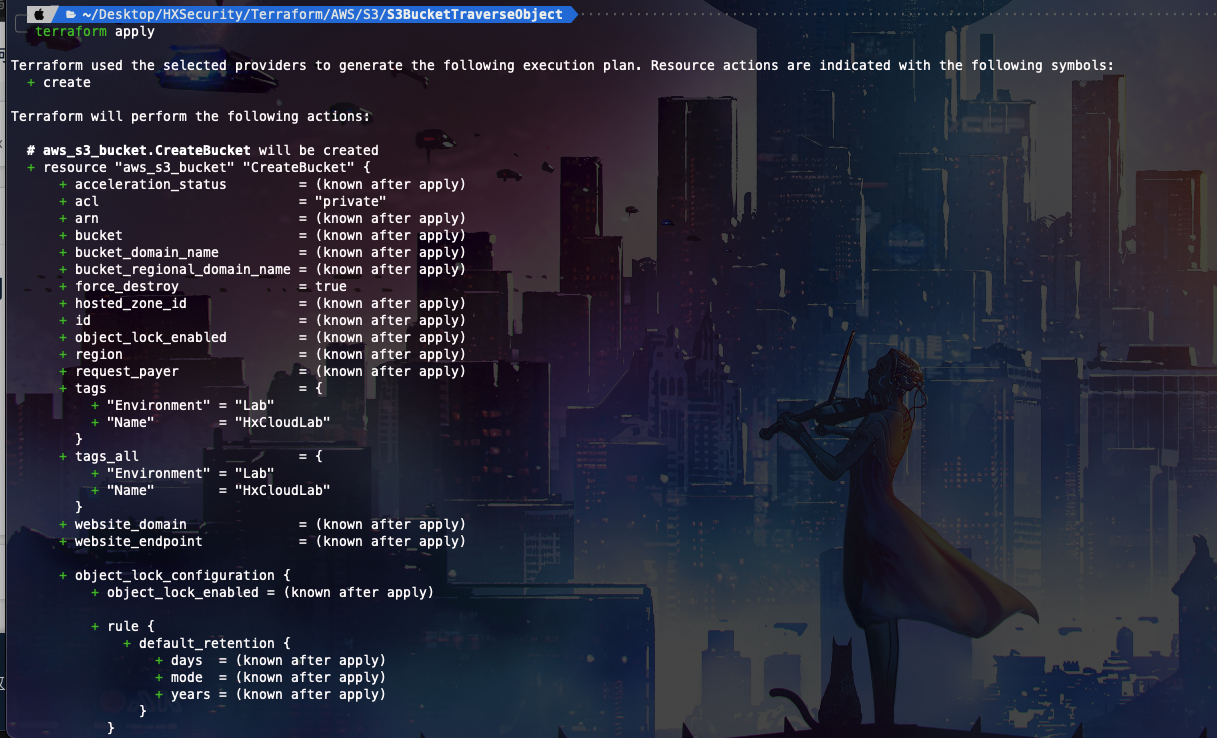 ~/Desktop/HXSecurity/Terraform/AWS/S3/S3BucketTraverseObject
terraform apply
Terraform used the selected providers to generate the following execution plan. Resource actions are indicated with the following symbols:
+ create
Terraform will perform the following actions:
# aws_s3_bucket.CreateBucket will be created
+ resource "aws_s3_bucket" "CreateBucket" {
+ acceleration_status         = (known after apply)
+ acl                         = "private"
+ arn                         = (known after apply)
+ bucket                      = (known after apply)
+ bucket_domain_name          = (known after apply)
+ bucket_regional_domain_name = (known after apply)
+ force_destroy               = true
+ hosted_zone_id              = (known after apply)
+ id                          = (known after apply)
+ object_lock_enabled         = (known after apply)
+ region                      = (known after apply)
+ request_payer               = (known after apply)
+ tags                        = {
+ "Environment" = "Lab"
+ "Name"        = "HxCloudLab"
}
+ tags_all                    = {
+ "Environment" = "Lab"
+ "Name"        = "HxCloudLab"
}
+ website_domain              = (known after apply)
+ website_endpoint            = (known after apply)
+ object_lock_configuration {
+ object_lock_enabled = (known after apply)
+ rule {
+ default_retention {
+ days  = (known after apply)
+ mode  = (known after apply)
+ years = (known after apply)
}
}